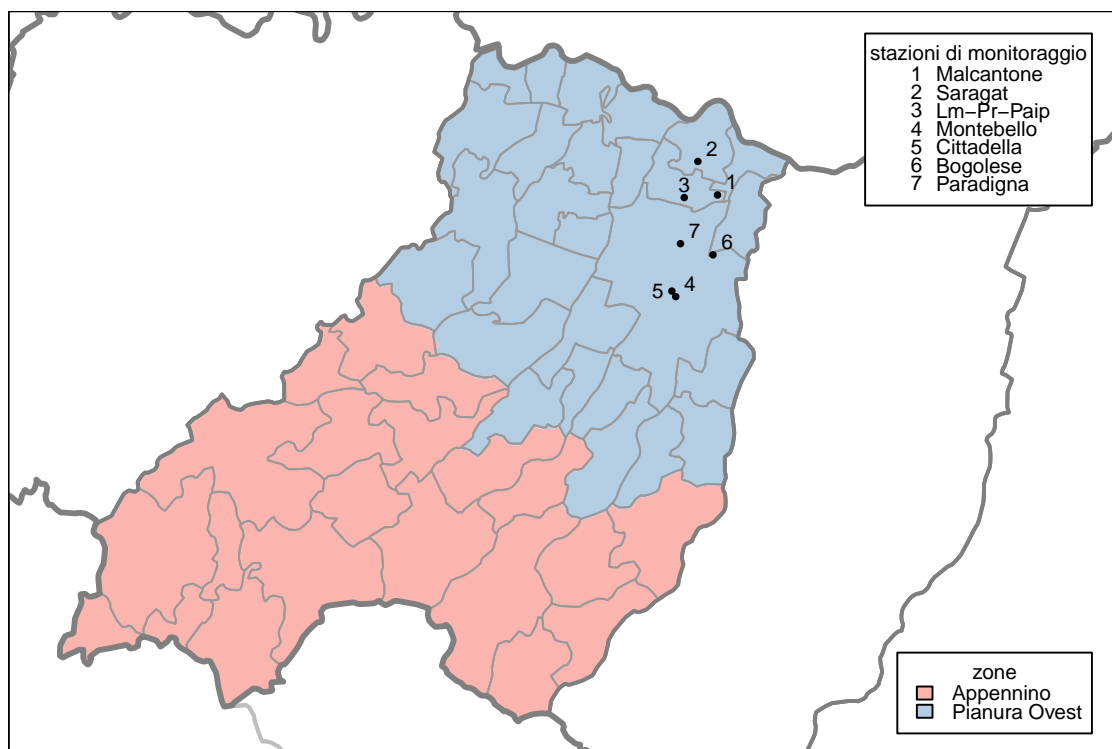 stazioni di monitoraggio
1 Malcantone
2 Saragat
3 Lm−Pr−Paip
4 Montebello
5 Cittadella
6 Bogolese
7 Paradigna
2
3 1
7
6
5 4
zone
Appennino
Pianura Ovest